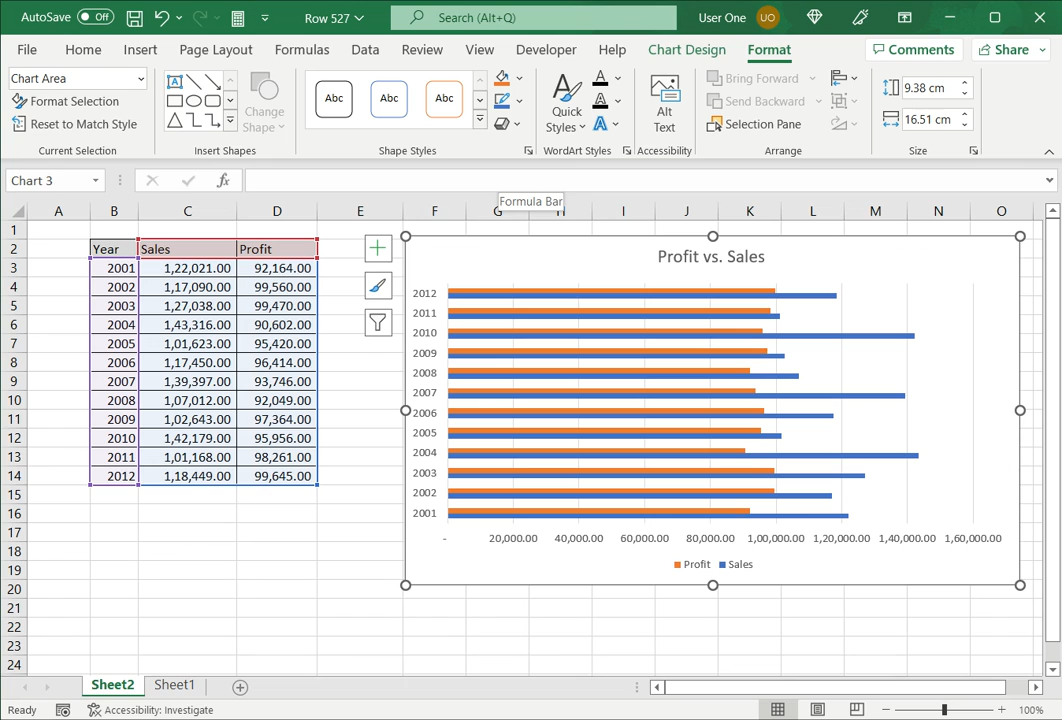 AutoSave Off Row 527 Search (Alt+Q) User One UO
File Home Insert Page Layout Formulas Data Review View Developer Help Chart Design Format Comments Share
Chart Area
Format Selection
Reset to Match Style
Current Selection
Change
Shape
Insert Shapes
Abc Abc Abc
Shape Styles
Quick
Styles
WordArt Styles
Alt
Text
Accessibility
Bring Forward
Send Backward
Selection Pane
Arrange
9.38 cm
16.51 cm
Size
Chart 3 fx
Formula Bar
A B C D E F G H I J K L M N O
1
2 Year Sales Profit
3 2001 1,22,021.00 92,164.00
4 2002 1,17,090.00 99,560.00
5 2003 1,27,038.00 99,470.00
6 2004 1,43,316.00 90,602.00
7 2005 1,01,623.00 95,420.00
8 2006 1,17,450.00 96,414.00
9 2007 1,39,397.00 93,746.00
10 2008 1,07,012.00 92,049.00
11 2009 1,02,643.00 97,364.00
12 2010 1,42,179.00 95,956.00
13 2011 1,01,168.00 98,261.00
14 2012 1,18,449.00 99,645.00
15
16
17
18
19
20
21
22
23
24
Profit vs. Sales
2012
2011
2010
2009
2008
2007
2006
2005
2004
2003
2002
2001
- 20,000.00 40,000.00 60,000.00 80,000.00 1,00,000.00 1,20,000.00 1,40,000.00 1,60,000.00
Profit Sales
Sheet2 Sheet1
Ready Accessibility: Investigate 100%